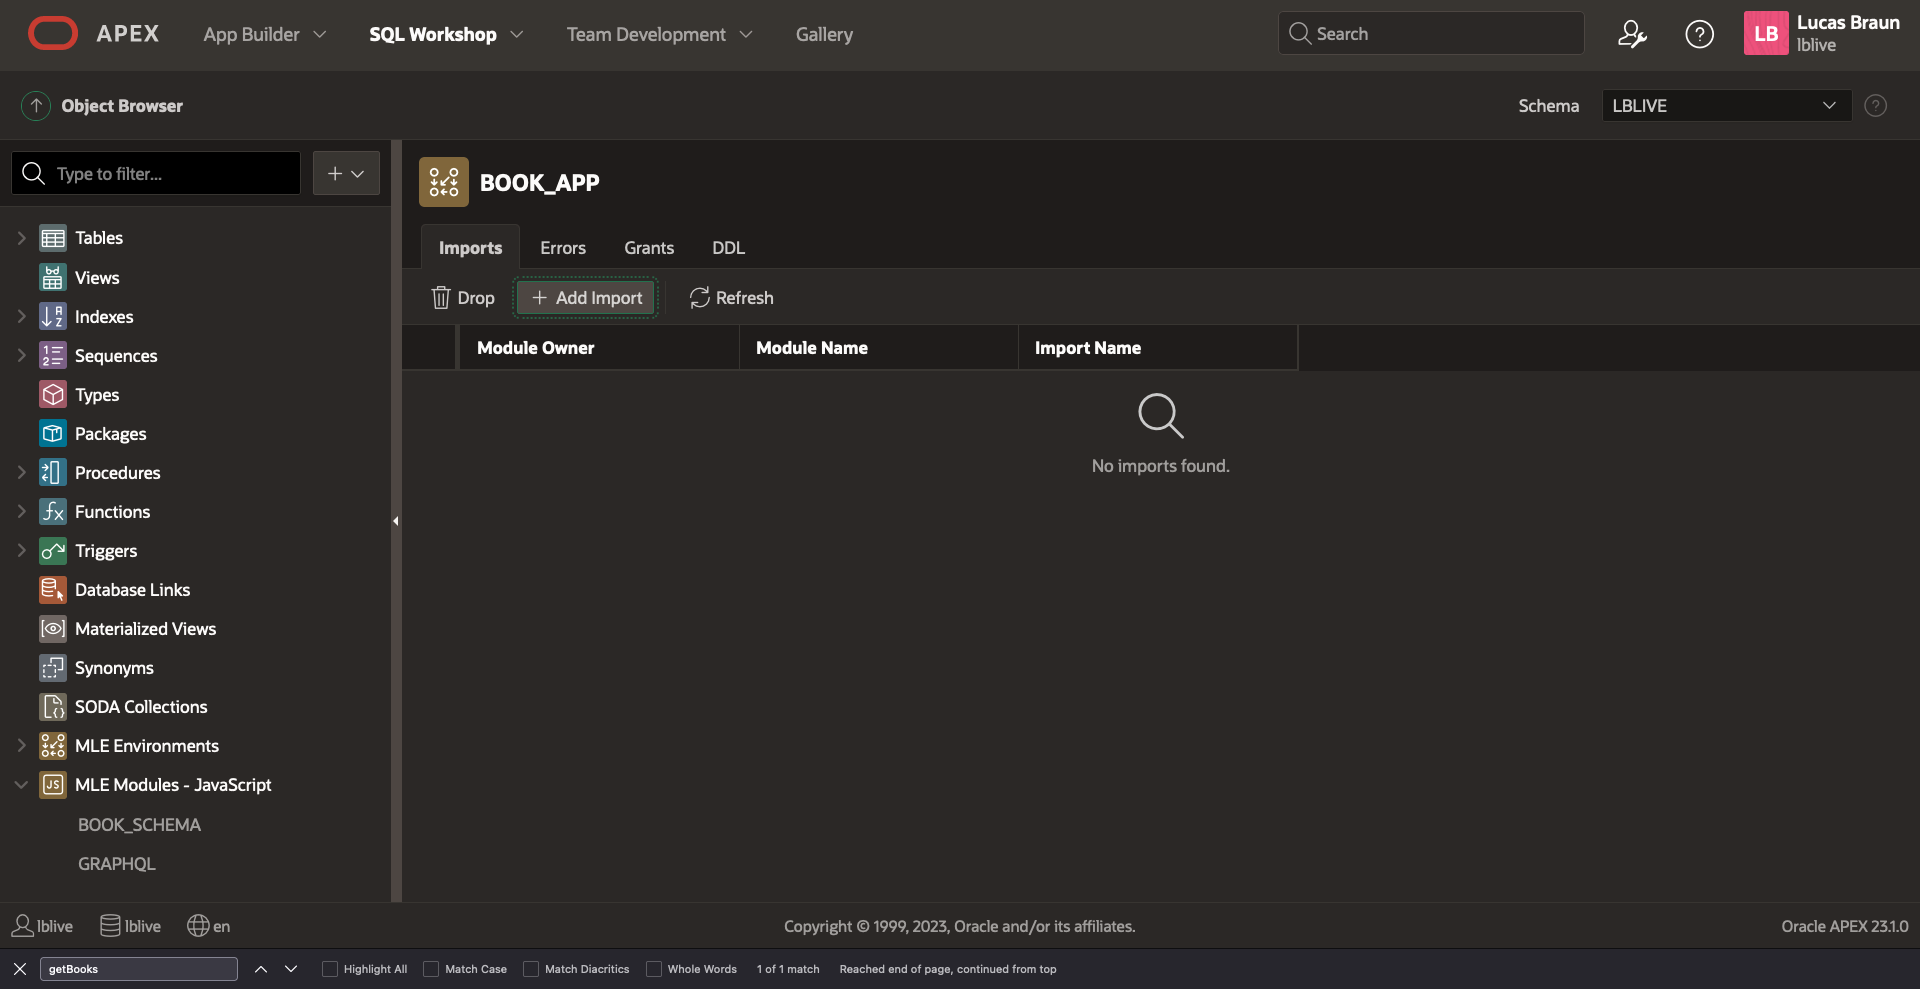 APEX App Builder SQL Workshop Team Development Gallery Search LB Lucas Braun
lblive
Object Browser Schema LBLIVE
Type to filter...
BOOK_APP
Imports Errors Grants DDL
Drop Add Import Refresh
Module Owner Module Name Import Name
No imports found.
Tables
Views
Indexes
Sequences
Types
Packages
Procedures
Functions
Triggers
Database Links
Materialized Views
Synonyms
SODA Collections
MLE Environments
MLE Modules - JavaScript
BOOK_SCHEMA
GRAPHQL
lblive lblive en Copyright © 1999, 2023, Oracle and/or its affiliates. Oracle APEX 23.1.0
getBooks Highlight All Match Case Match Diacritics Whole Words 1 of 1 match Reached end of page, continued from top